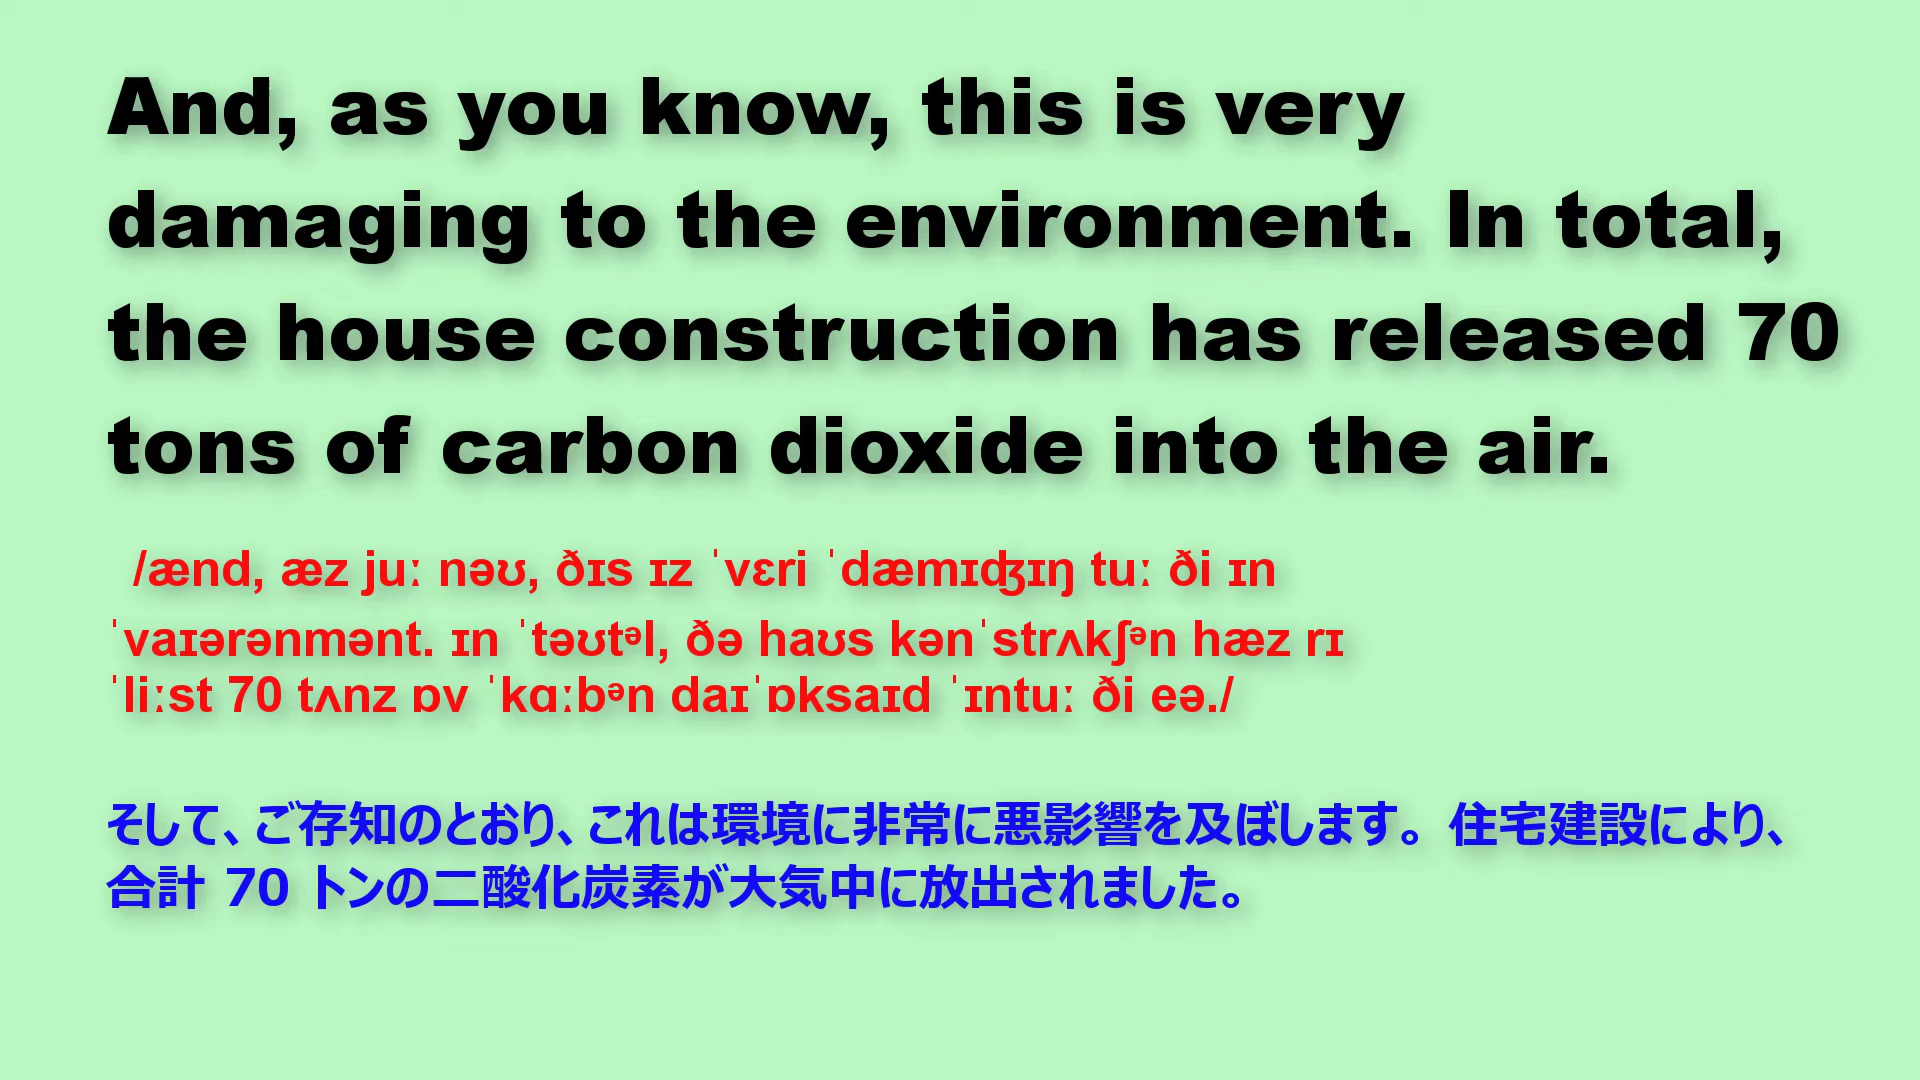 And, as you know, this is very
damaging to the environment. In total,
the house construction has released 70
tons of carbon dioxide into the air.
/ænd, æz juː nəʊ, ðɪs ɪz ˈvɛri ˈdæmɪʤɪŋ tuː ði ɪn
ˈvaɪərənmənt. ɪn ˈtəʊtᵊl, ðə haʊs kənˈstrʌkʃᵊn hæz rɪ
ˈliːst 70 tʌnz ɒv ˈkɑːbᵊn daɪˈɒksaɪd ˈɪntuː ði eə./
そして、ご存知のとおり、これは環境に非常に悪影響を及ぼします。住宅建設により、
合計 70 トンの二酸化炭素が大気中に放出されました。